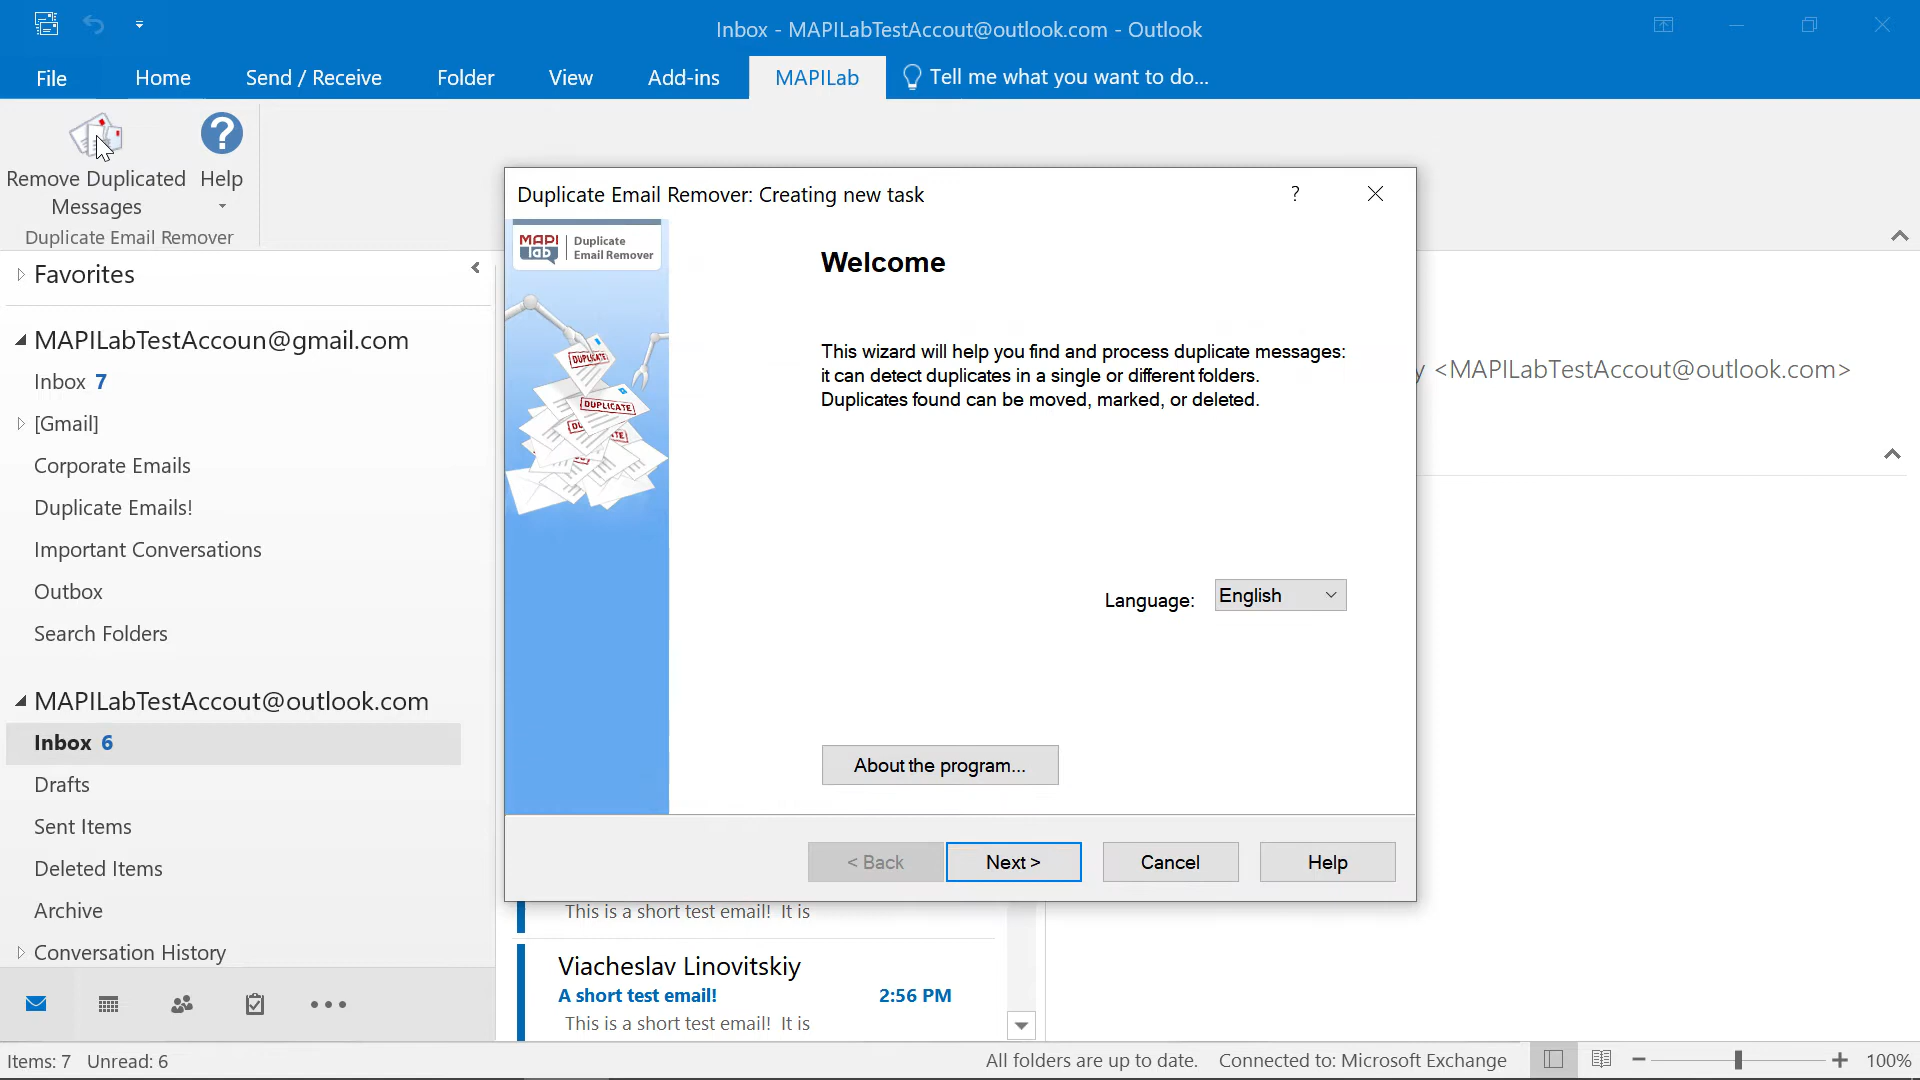 Inbox - MAPILabTestAccout@outlook.com - Outlook
File
Home
Send / Receive
Folder
View
Add-ins
MAPILab
Tell me what you want to do...
Remove Duplicated
Messages
Help
Duplicate Email Remover
Favorites
MAPILabTestAccoun@gmail.com
Inbox 7
[Gmail]
Corporate Emails
Duplicate Emails!
Important Conversations
Outbox
Search Folders
MAPILabTestAccout@outlook.com
Inbox 6
Drafts
Sent Items
Deleted Items
Archive
Conversation History
Duplicate Email Remover: Creating new task
?
MAPI
lab
Duplicate
Email Remover
DUPLICATE
DUPLICATE
Welcome
This wizard will help you find and process duplicate messages:
it can detect duplicates in a single or different folders.
Duplicates found can be moved, marked, or deleted.
Language: English
About the program...
< Back
Next >
Cancel
Help
y <MAPILabTestAccout@outlook.com>
This is a short test email! It is
Viacheslav Linovitskiy
A short test email! 2:56 PM
This is a short test email! It is
Items: 7 Unread: 6
All folders are up to date. Connected to: Microsoft Exchange
100%